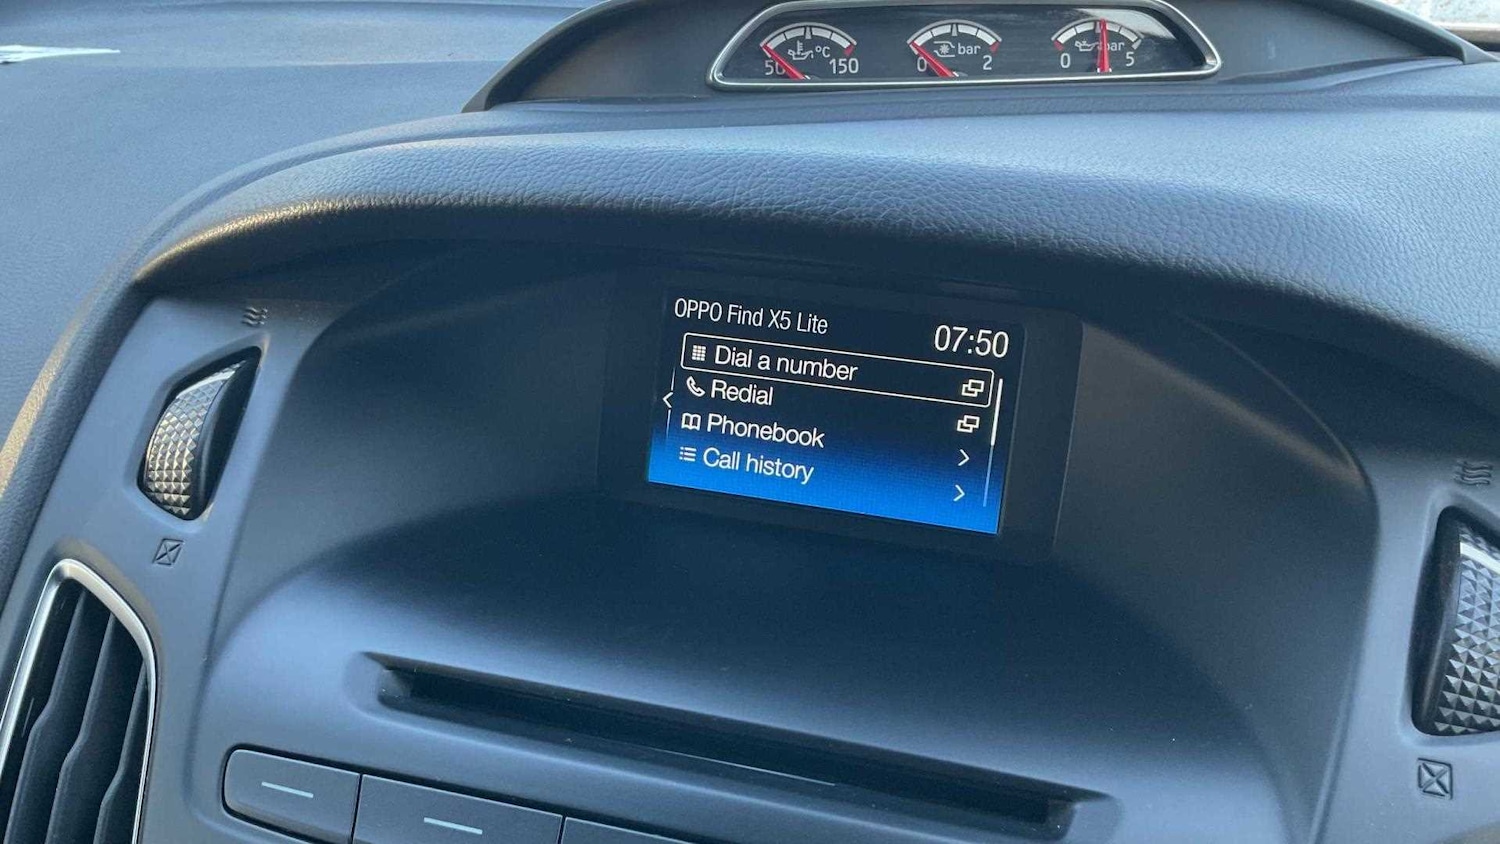 °C
50 150
bar
0 2
bar
0 5
OPPO Find X5 Lite
07:50
Dial a number
Redial
Phonebook
Call history